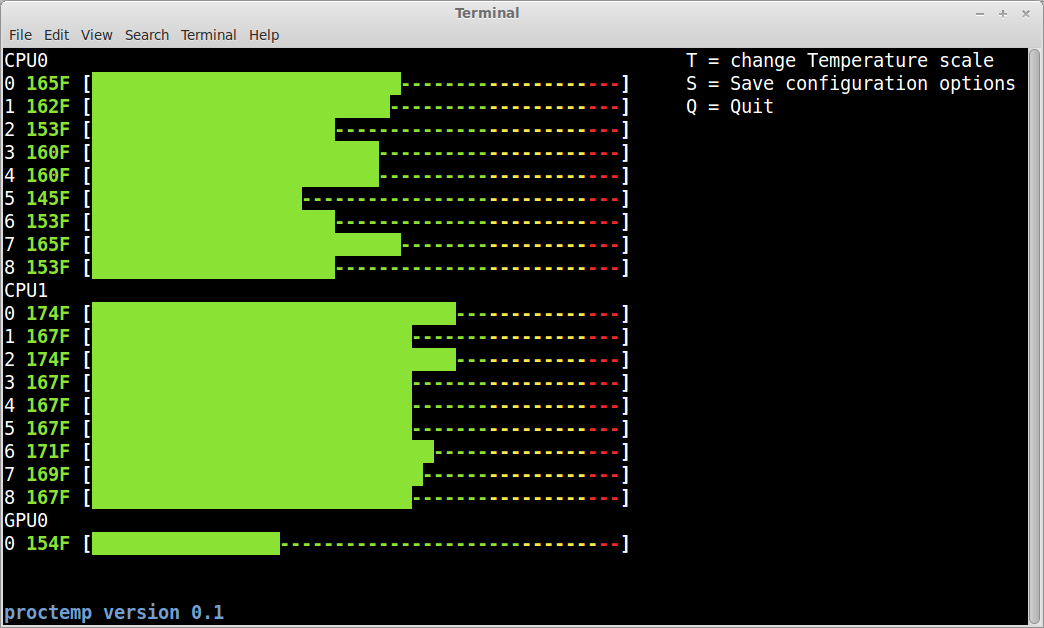 Terminal
File Edit View Search Terminal Help
CPU0 T = change Temperature scale
0 165F [----------------------------] S = Save configuration options
1 162F [---------------------] Q = Quit
2 153F [--------------------------]
3 160F [----------------------]
4 160F [----------------------]
5 145F [-----------------------------]
6 153F [--------------------------]
7 165F [--------------------]
8 153F [--------------------------]
CPU1
0 174F [---------------]
1 167F [-------------------]
2 174F [---------------]
3 167F [-------------------]
4 167F [-------------------]
5 167F [-------------------]
6 171F [-----------------]
7 169F [------------------]
8 167F [-------------------]
GPU0
0 154F [-------------------------------]
proctemp version 0.1